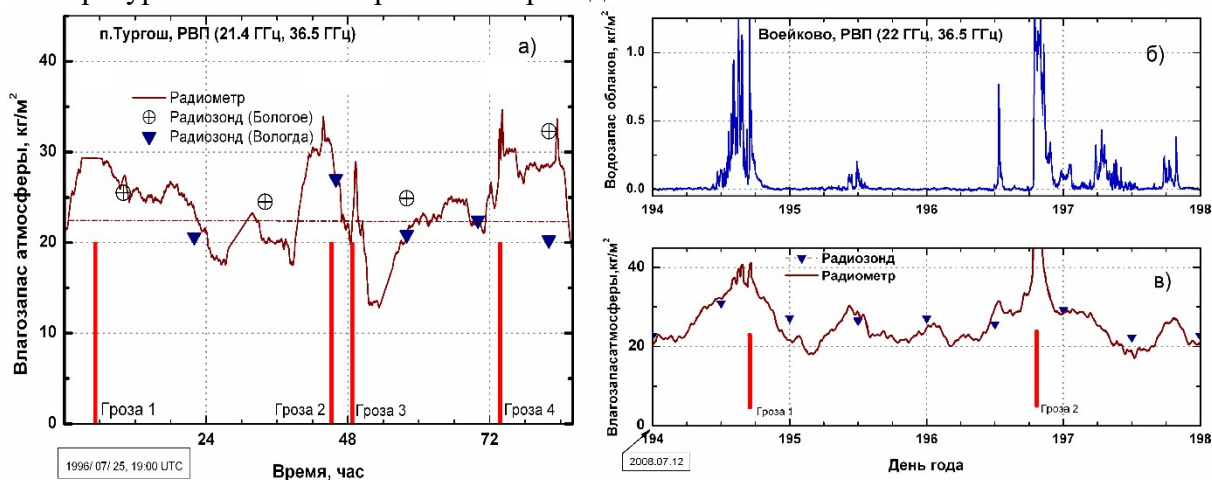 п.Тургош, РВП (21.4 ГГц, 36.5 ГГц)
а)
Радиометр
Радиозонд (Бологое)
Радиозонд (Вологда)
Влагозапас атмосферы, кг/м²
40
30
20
10
0
Гроза 1
Гроза 2
Гроза 3
Гроза 4
24
48
72
1996/ 07/ 25, 19:00 UTC
Время, час
Воейково, РВП (22 ГГц, 36.5 ГГц)
б)
Водозапас облаков, кг/м²
1.0
0.5
0.0
194
195
196
197
198
Радиозонд
Радиометр
в)
Влагозапасатмосферы,кг/м²
40
20
0
Гроза 1
Гроза 2
194
195
196
197
198
2008.07.12
День года